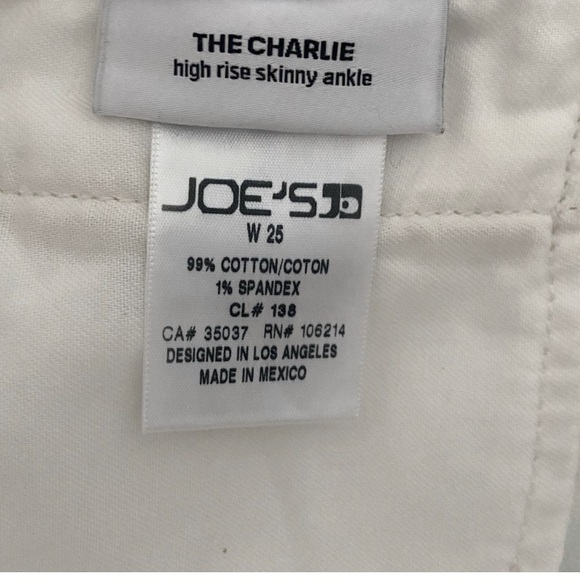 THE CHARLIE
high rise skinny ankle
JOE'S
W 25
99% COTTON/COTON
1% SPANDEX
CL# 138
CA# 35037 RN# 106214
DESIGNED IN LOS ANGELES
MADE IN MEXICO